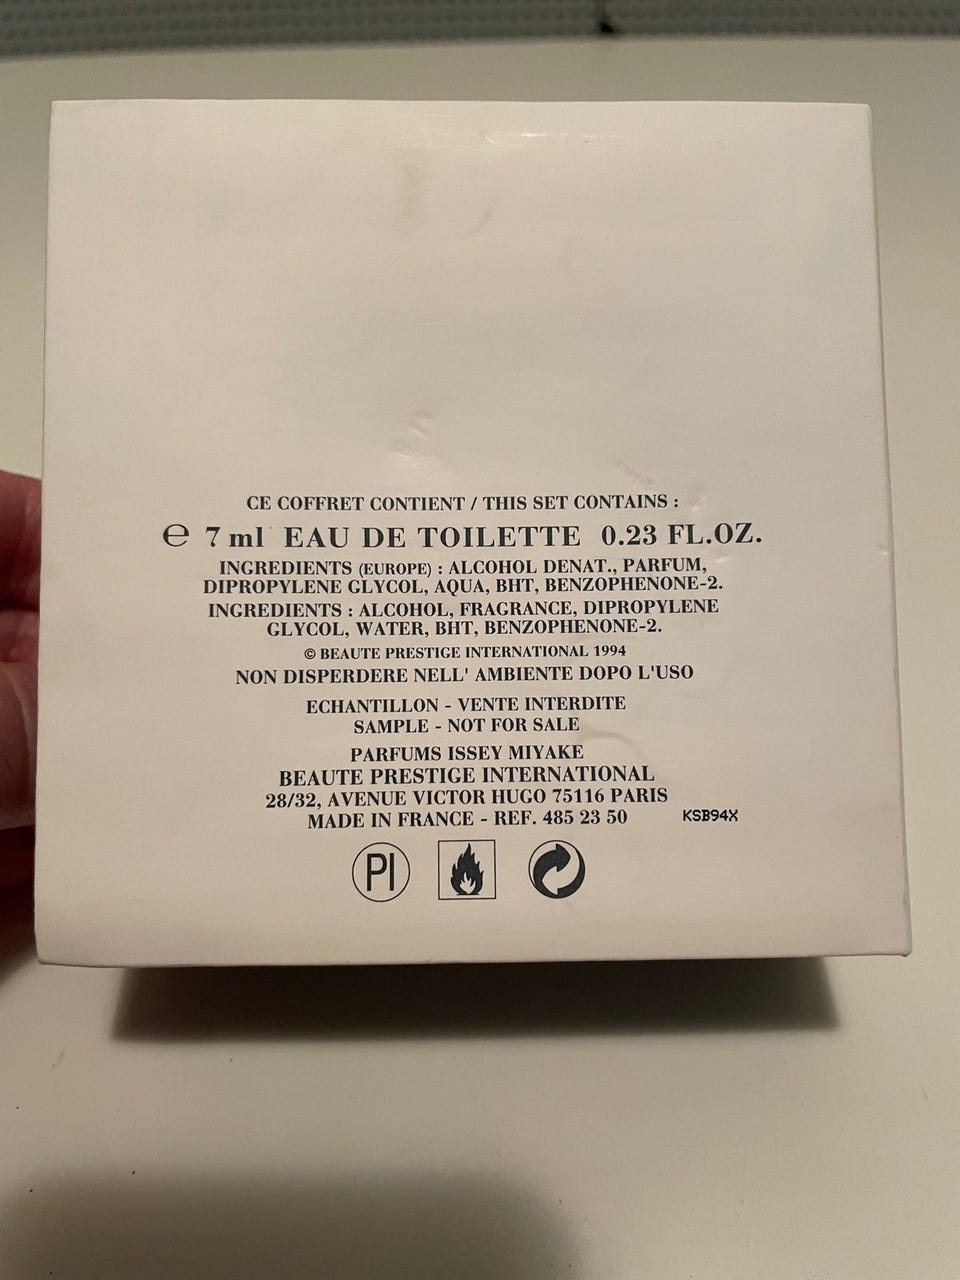 CE COFFRET CONTIENT / THIS SET CONTAINS :
℮ 7 ml EAU DE TOILETTE 0.23 FL.OZ.
INGREDIENTS (EUROPE) : ALCOHOL DENAT., PARFUM,
DIPROPYLENE GLYCOL, AQUA, BHT, BENZOPHENONE-2.
INGREDIENTS : ALCOHOL, FRAGRANCE, DIPROPYLENE
GLYCOL, WATER, BHT, BENZOPHENONE-2.
© BEAUTE PRESTIGE INTERNATIONAL 1994
NON DISPERDERE NELL' AMBIENTE DOPO L'USO
ECHANTILLON - VENTE INTERDITE
SAMPLE - NOT FOR SALE
PARFUMS ISSEY MIYAKE
BEAUTE PRESTIGE INTERNATIONAL
28/32, AVENUE VICTOR HUGO 75116 PARIS
MADE IN FRANCE - REF. 485 23 50 KSB94X
PI